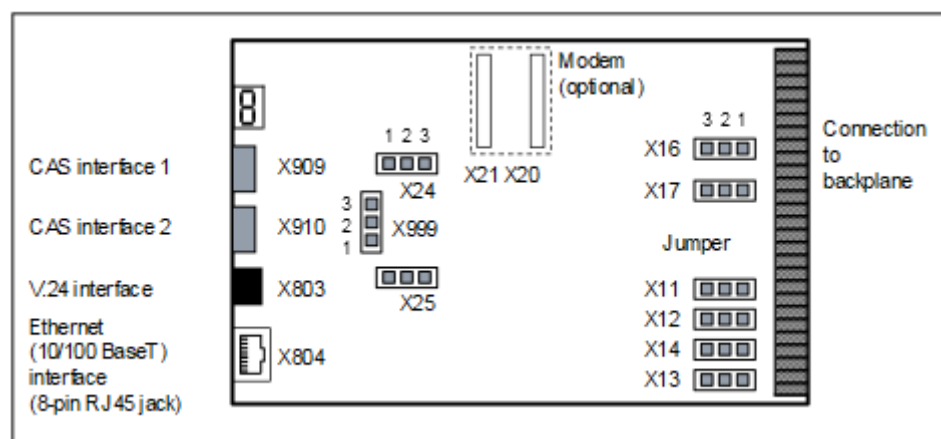 Modem
(optional)
8
1 2 3
3 2 1
Connection
to
backplane
CAS interface 1
X909
X24
X21 X20
X16
X17
CAS interface 2
X910
3
2
1
X999
Jumper
V.24 interface
X803
X25
X11
X12
X14
X13
Ethernet
(10/100 BaseT)
interface
(8-pin RJ45 jack)
X804